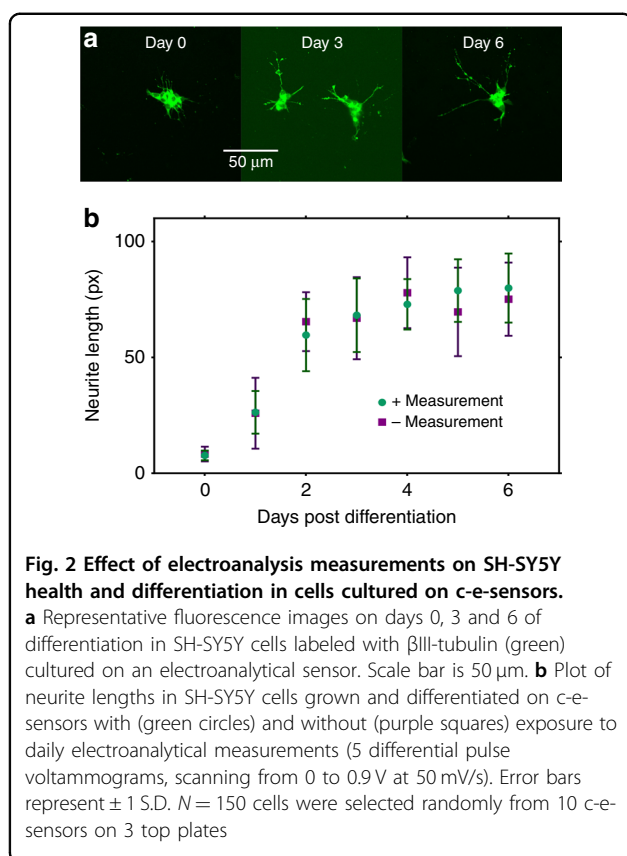 a
Day 0 Day 3 Day 6
50 μm
b
100
50
0
Neurite length (px)
+ Measurement
− Measurement
0 2 4 6
Days post differentiation
Fig. 2 Effect of electroanalysis measurements on SH-SY5Y
health and differentiation in cells cultured on c-e-sensors.
a Representative fluorescence images on days 0, 3 and 6 of
differentiation in SH-SY5Y cells labeled with βIII-tubulin (green)
cultured on an electroanalytical sensor. Scale bar is 50 μm. b Plot of
neurite lengths in SH-SY5Y cells grown and differentiated on c-e-
sensors with (green circles) and without (purple squares) exposure to
daily electroanalytical measurements (5 differential pulse
voltammograms, scanning from 0 to 0.9 V at 50 mV/s). Error bars
represent ± 1 S.D. N = 150 cells were selected randomly from 10 c-e-
sensors on 3 top plates